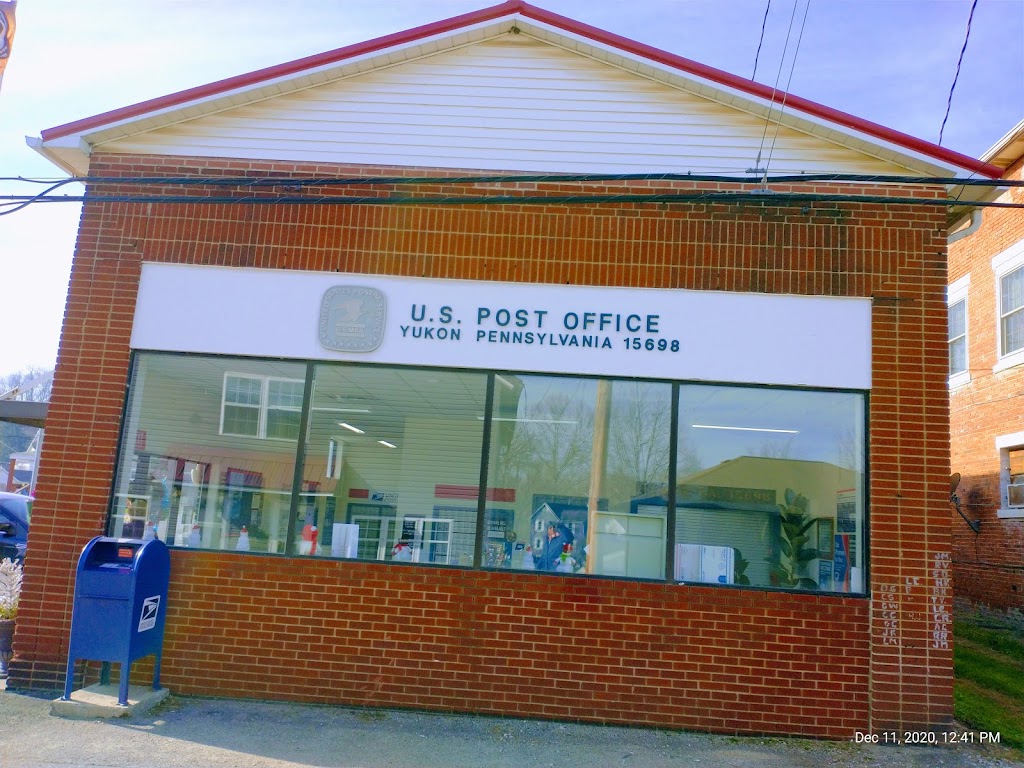 U.S. POST OFFICE
YUKON PENNSYLVANIA 15698
Dec 11, 2020, 12:41 PM